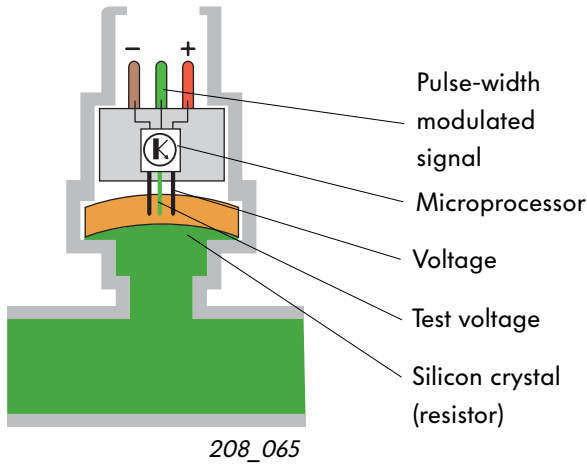 − +
Pulse-width
modulated
signal
Microprocessor
Voltage
Test voltage
Silicon crystal
(resistor)
208_065